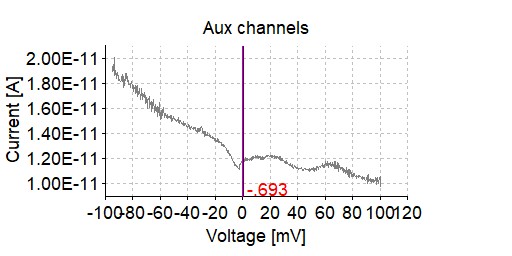 Aux channels
Current [A]
2.00E-11
1.80E-11
1.60E-11
1.40E-11
1.20E-11
1.00E-11
-.693
-100 -80 -60 -40 -20 0 20 40 60 80 100 120
Voltage [mV]